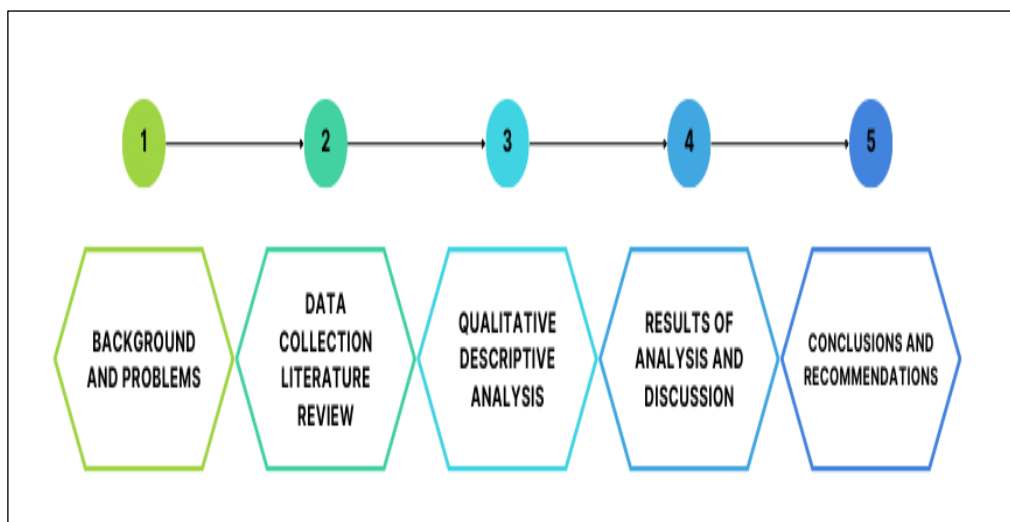 1
2
3
4
5
BACKGROUND
AND PROBLEMS
DATA
COLLECTION
LITERATURE
REVIEW
QUALITATIVE
DESCRIPTIVE
ANALYSIS
RESULTS OF
ANALYSIS AND
DISCUSSION
CONCLUSIONS AND
RECOMMENDATIONS